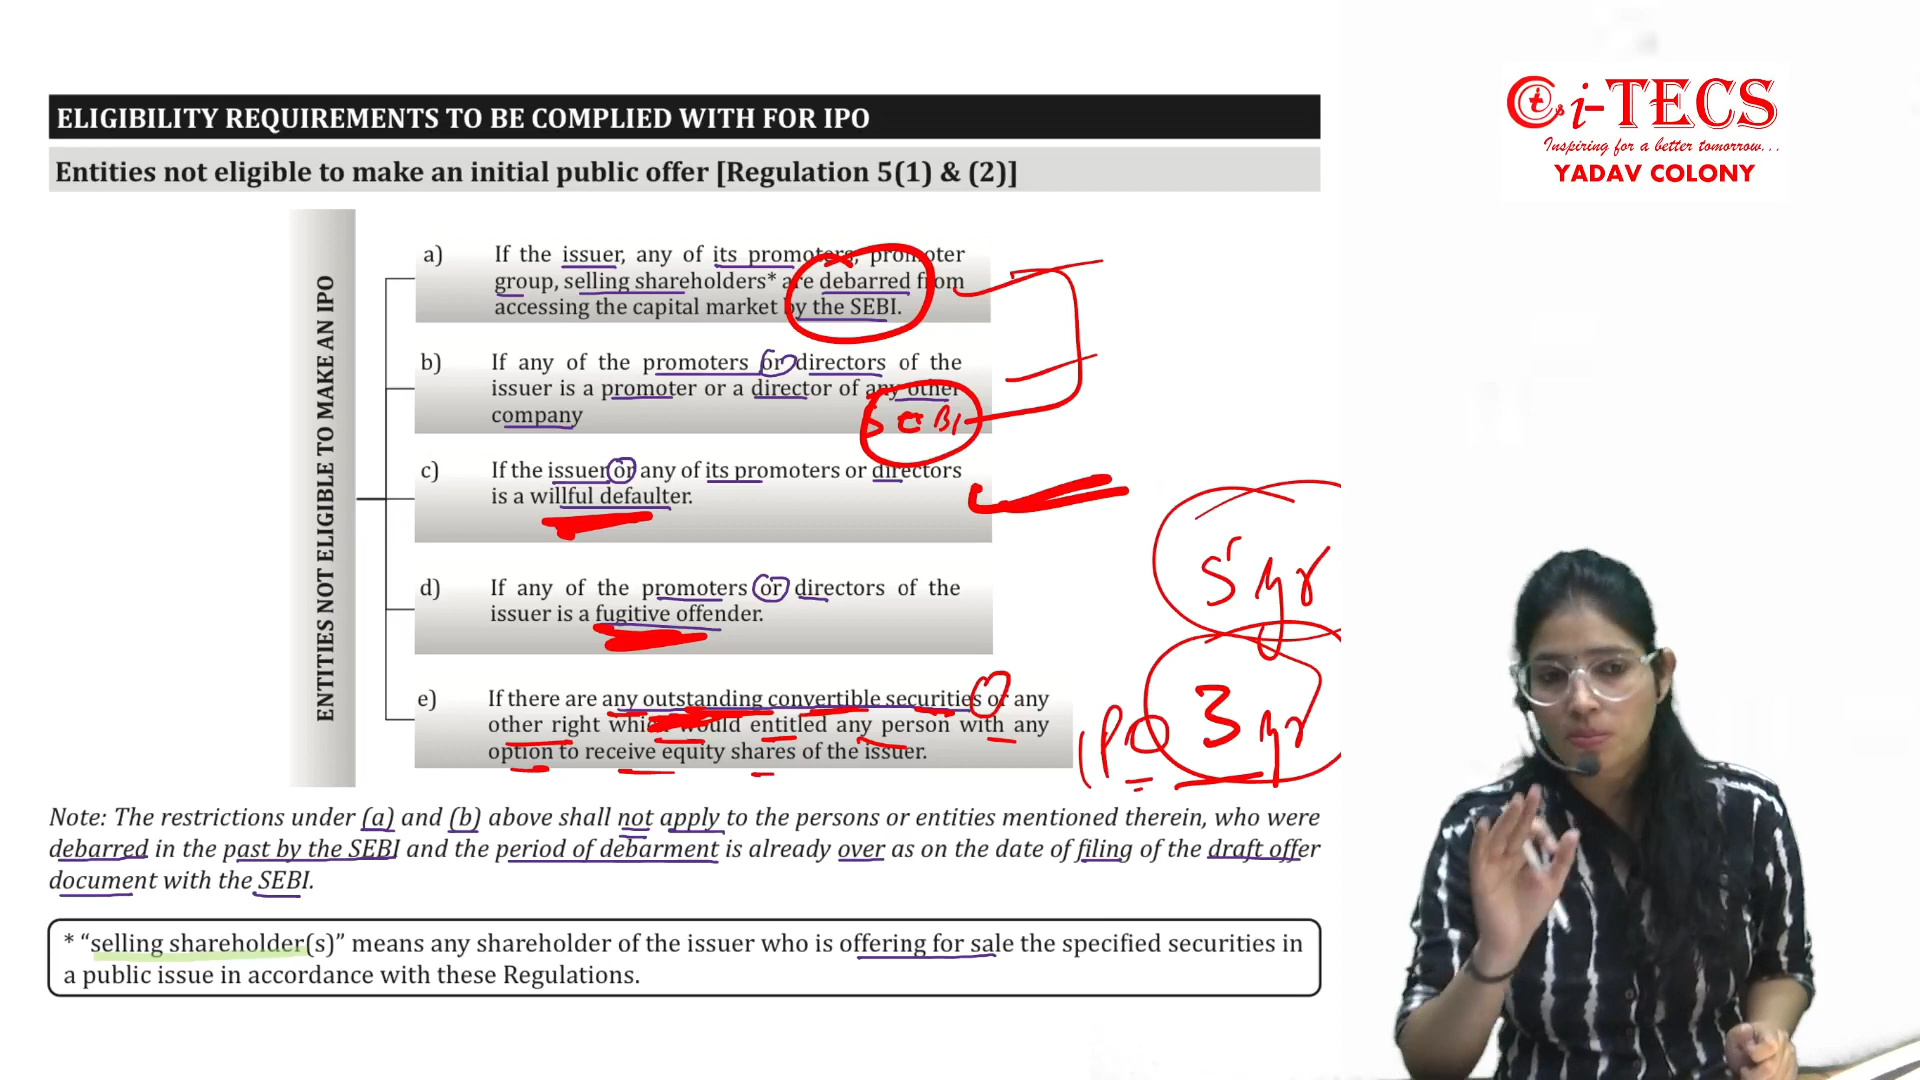 ELIGIBILITY REQUIREMENTS TO BE COMPLIED WITH FOR IPO
Entities not eligible to make an initial public offer [Regulation 5(1) & (2)]
ENTITIES NOT ELIGIBLE TO MAKE AN IPO
a) If the issuer, any of its promoters, promoter
group, selling shareholders* are debarred from
accessing the capital market by the SEBI.
b) If any of the promoters or directors of the
issuer is a promoter or a director of any other
company
SEBI
c) If the issuer or any of its promoters or directors
is a willful defaulter.
d) If any of the promoters or directors of the
issuer is a fugitive offender.
e) If there are any outstanding convertible securities or any
other right which would entitled any person with any
option to receive equity shares of the issuer.
5 yr
IPO 3 yr
Note: The restrictions under (a) and (b) above shall not apply to the persons or entities mentioned therein, who were
debarred in the past by the SEBI and the period of debarment is already over as on the date of filing of the draft offer
document with the SEBI.
* “selling shareholder(s)” means any shareholder of the issuer who is offering for sale the specified securities in
a public issue in accordance with these Regulations.
i-TECS
Inspiring for a better tomorrow...
YADAV COLONY